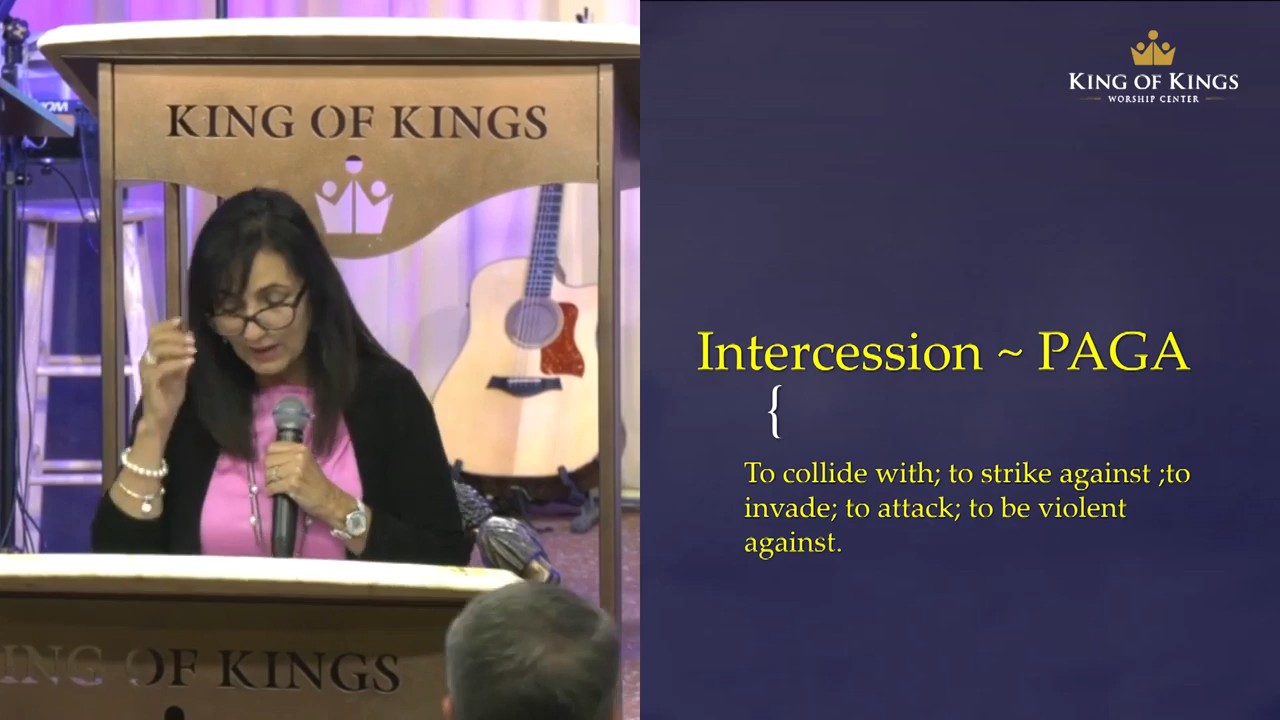 KING OF KINGS
OF KINGS
KING OF KINGS
WORSHIP CENTER
Intercession ~ PAGA
{
To collide with; to strike against ;to
invade; to attack; to be violent
against.